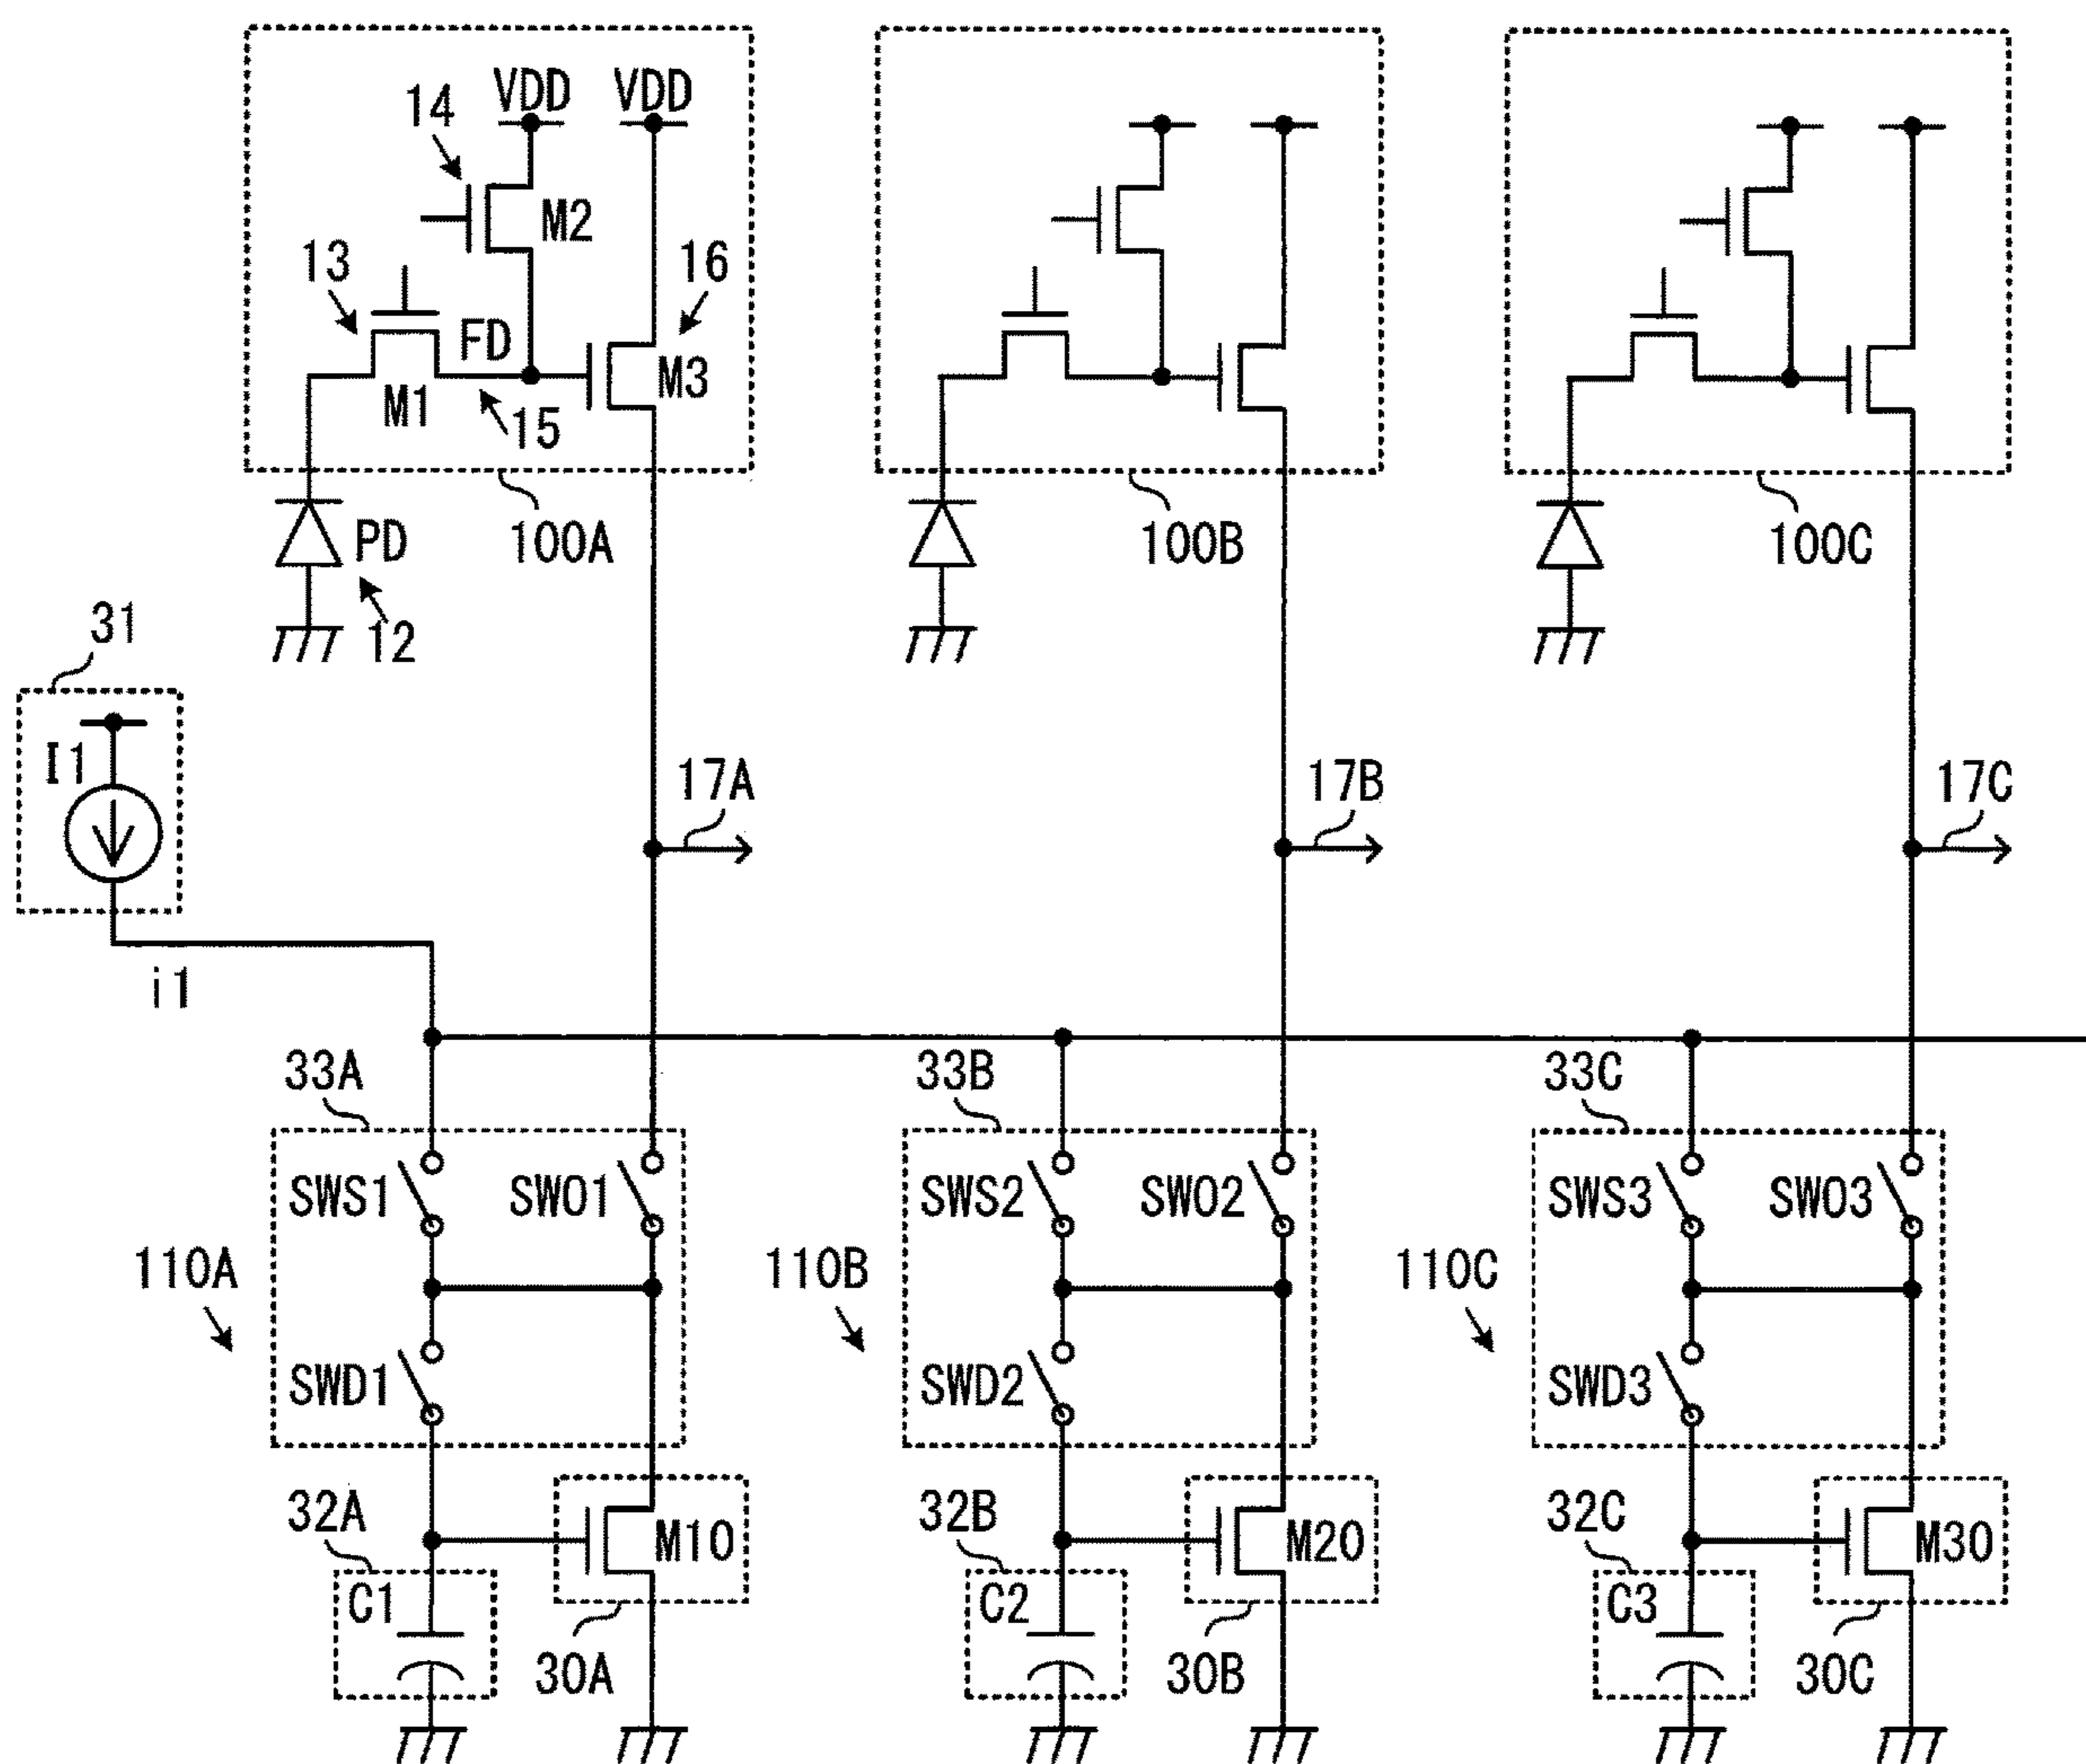 VDD VDD
14
M2
13
16
FD
M3
M1
15
PD
100A
100B
100C
12
31
I1
17A
17B
17C
i1
33A
33B
33C
SWS1
SWO1
SWS2
SWO2
SWS3
SWO3
110A
110B
110C
SWD1
SWD2
SWD3
32A
M10
32B
M20
32C
M30
C1
C2
C3
30A
30B
30C